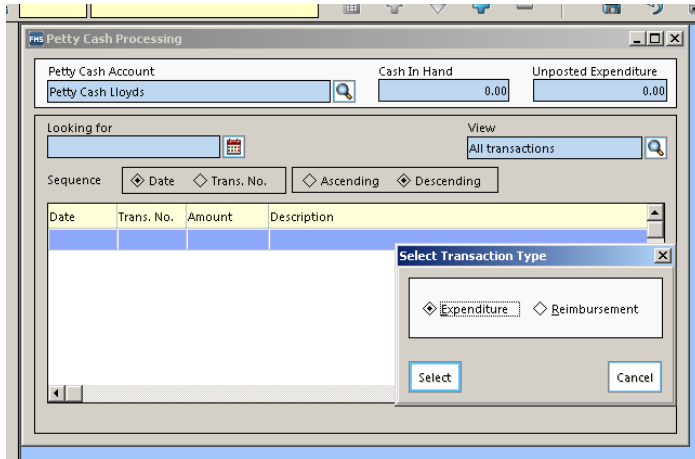 FMS Petty Cash Processing
Petty Cash Account Cash In Hand Unposted Expenditure
Petty Cash Lloyds 0.00 0.00
Looking for View
All transactions
Sequence Date Trans. No. Ascending Descending
Date Trans. No. Amount Description
Select Transaction Type
Expenditure Reimbursement
Select Cancel